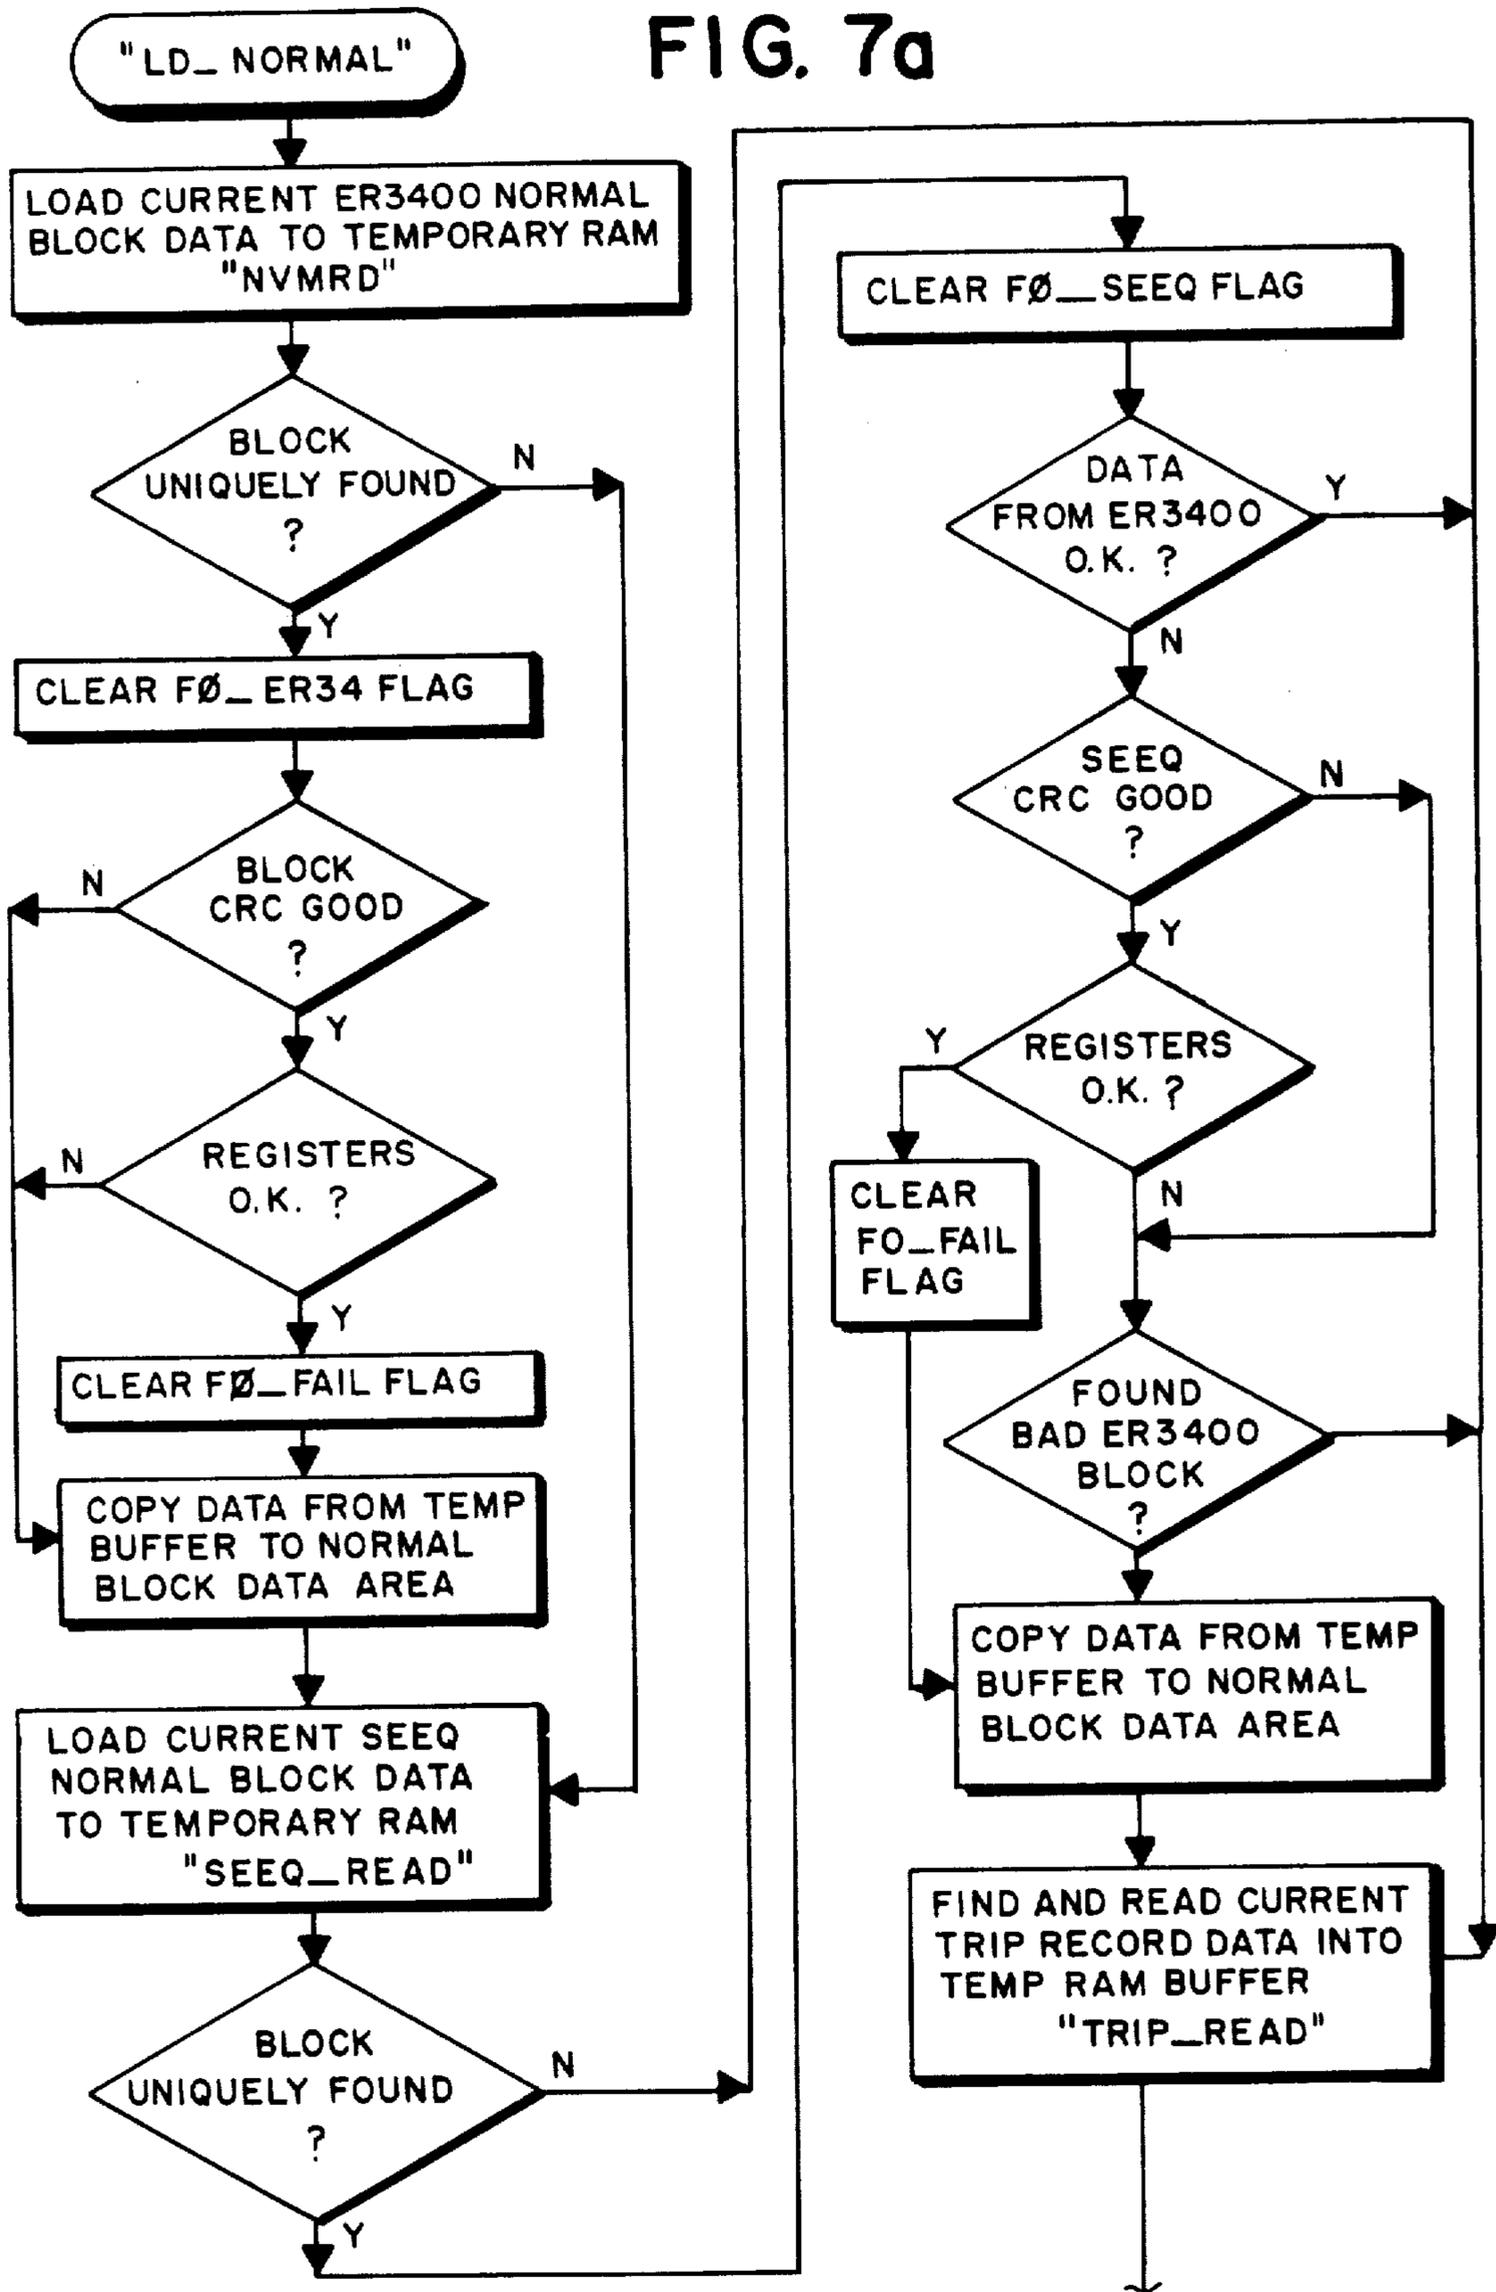 FIG. 7a
"LD_NORMAL"
LOAD CURRENT ER3400 NORMAL
BLOCK DATA TO TEMPORARY RAM
"NVMRD"
BLOCK
UNIQUELY FOUND
?
N
Y
CLEAR FØ_ER34 FLAG
BLOCK
CRC GOOD
?
N
Y
REGISTERS
O.K. ?
N
Y
CLEAR FØ_FAIL FLAG
COPY DATA FROM TEMP
BUFFER TO NORMAL
BLOCK DATA AREA
LOAD CURRENT SEEQ
NORMAL BLOCK DATA
TO TEMPORARY RAM
"SEEQ_READ"
BLOCK
UNIQUELY FOUND
?
N
Y
CLEAR FØ_SEEQ FLAG
DATA
FROM ER3400
O.K. ?
Y
N
SEEQ
CRC GOOD
?
N
Y
REGISTERS
O.K. ?
Y
N
CLEAR
FO_FAIL
FLAG
FOUND
BAD ER3400
BLOCK
?
COPY DATA FROM TEMP
BUFFER TO NORMAL
BLOCK DATA AREA
FIND AND READ CURRENT
TRIP RECORD DATA INTO
TEMP RAM BUFFER
"TRIP_READ"